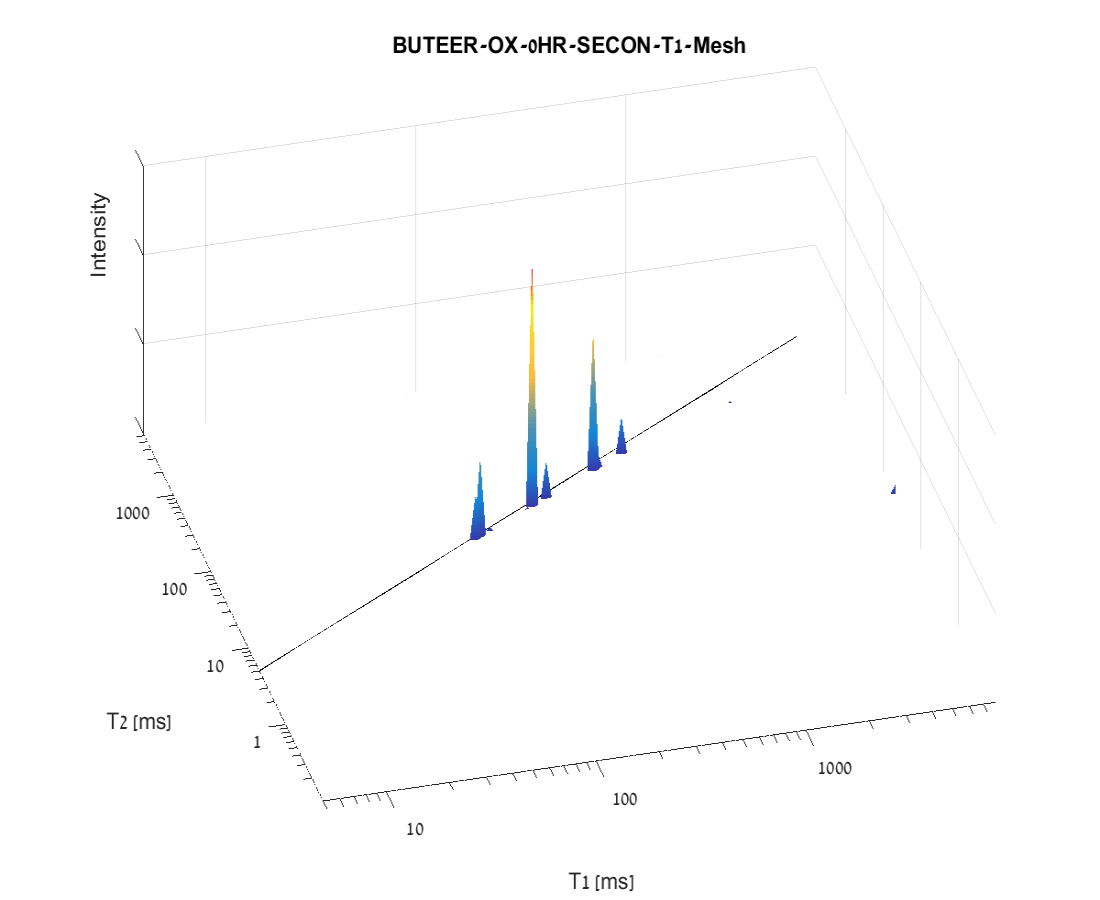 BUTEER-OX-0HR-SECON-T1-Mesh
Intensity
1000
100
10
1
T2 [ms]
1000
100
10
T1 [ms]